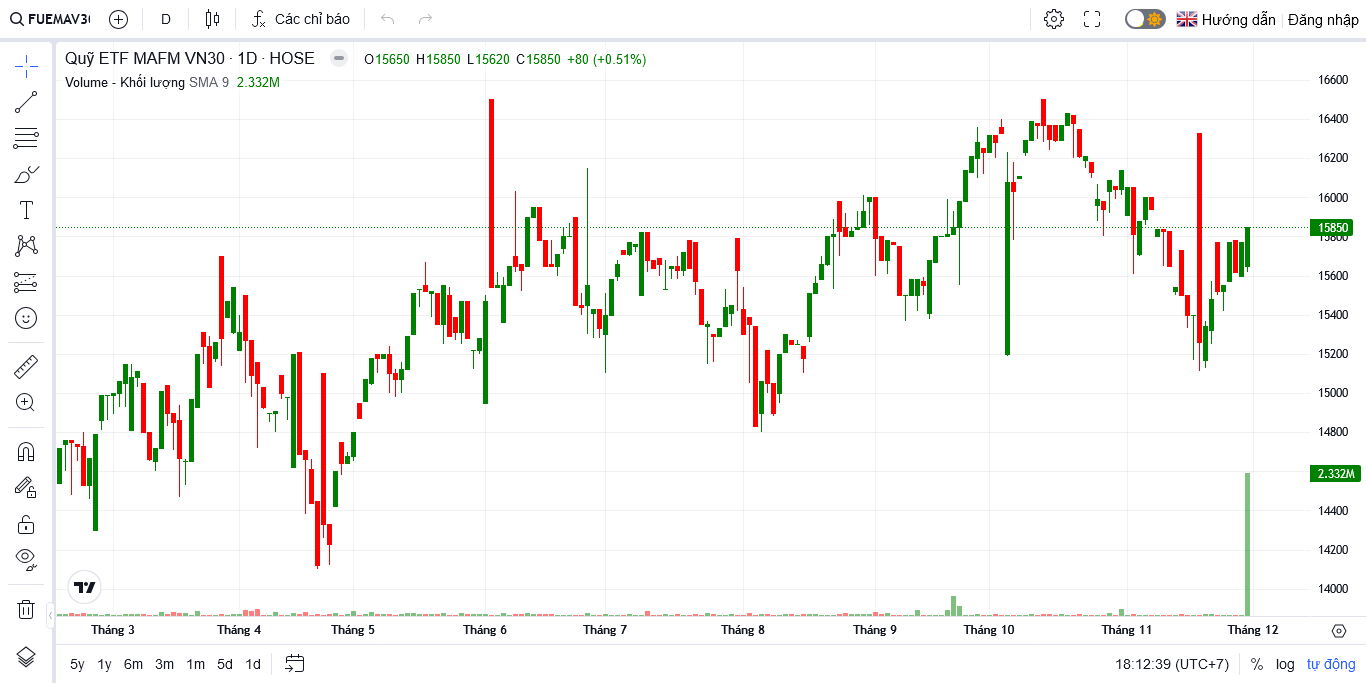 FUEMAV30 D Các chỉ báo Hướng dẫn Đăng nhập
Quỹ ETF MAFM VN30 · 1D · HOSE O15650 H15850 L15620 C15850 +80 (+0.51%)
Volume - Khối lượng SMA 9 2.332M
16600
16400
16200
16000
15850
15800
15600
15400
15200
15000
14800
2.332M
14400
14200
14000
Tháng 3 Tháng 4 Tháng 5 Tháng 6 Tháng 7 Tháng 8 Tháng 9 Tháng 10 Tháng 11 Tháng 12
5y 1y 6m 3m 1m 5d 1d 18:12:39 (UTC+7) % log tự động